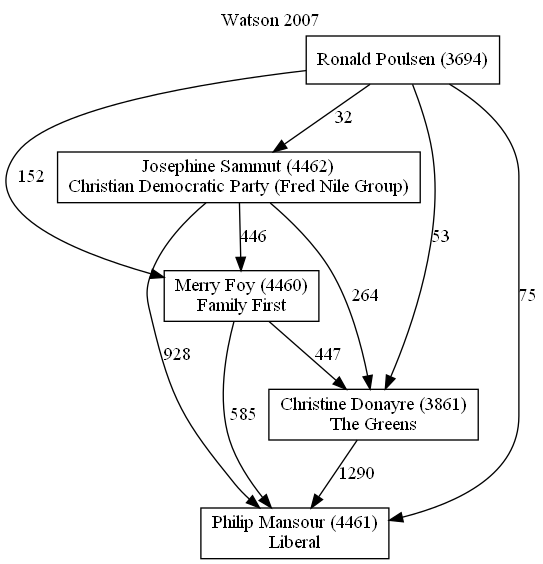 Watson 2007
Ronald Poulsen (3694)
32
Josephine Sammut (4462)
Christian Democratic Party (Fred Nile Group)
152
446
53
Merry Foy (4460)
Family First
264
75
928
447
585
Christine Donayre (3861)
The Greens
1290
Philip Mansour (4461)
Liberal